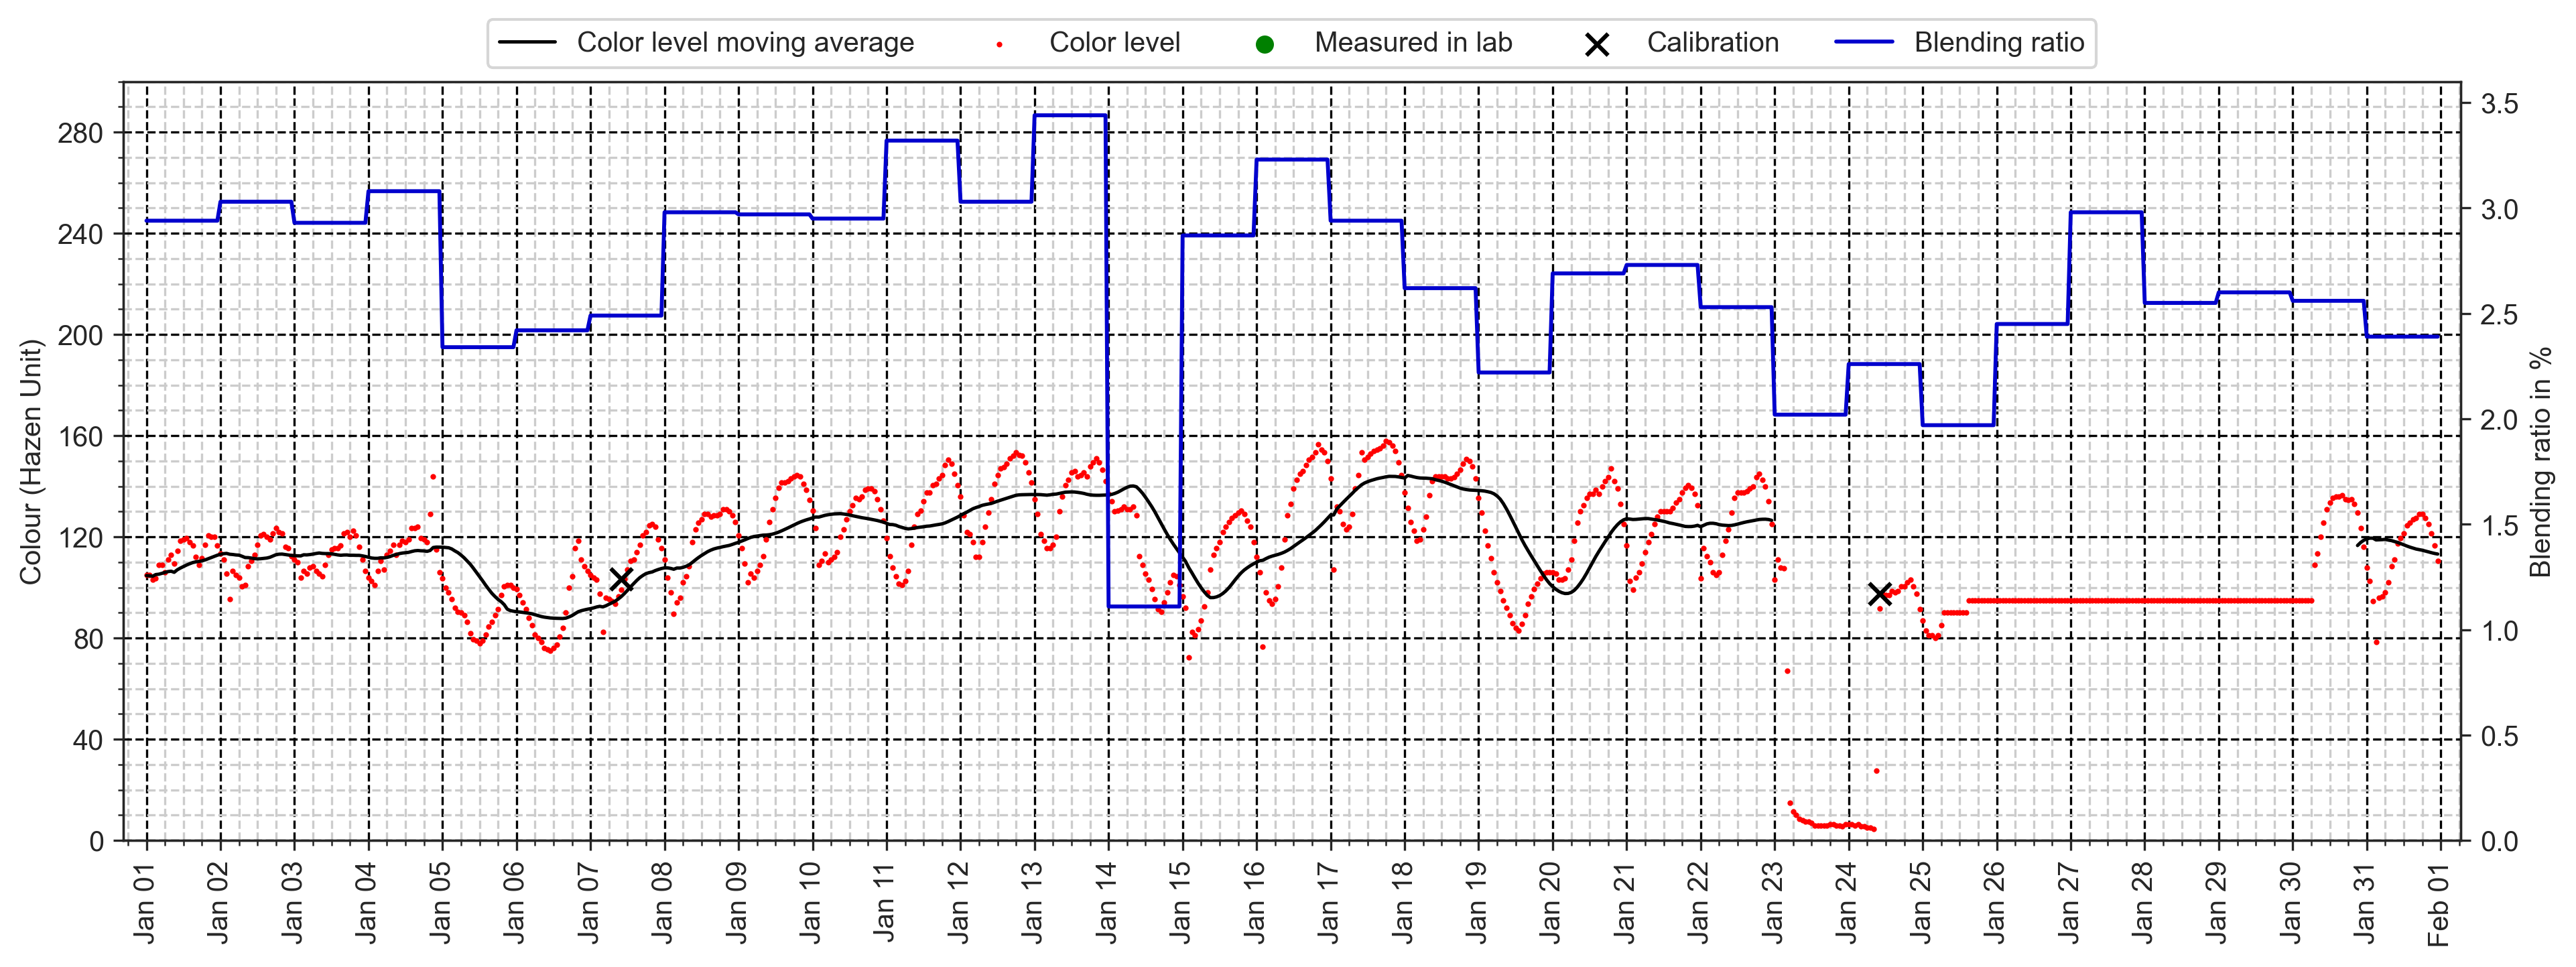 Color level moving average
Color level
Measured in lab
Calibration
Blending ratio
Colour (Hazen Unit)
280
240
200
160
120
80
40
0
3.5
3.0
2.5
2.0
1.5
1.0
0.5
0.0
Blending ratio in %
Jan 01
Jan 02
Jan 03
Jan 04
Jan 05
Jan 06
Jan 07
Jan 08
Jan 09
Jan 10
Jan 11
Jan 12
Jan 13
Jan 14
Jan 15
Jan 16
Jan 17
Jan 18
Jan 19
Jan 20
Jan 21
Jan 22
Jan 23
Jan 24
Jan 25
Jan 26
Jan 27
Jan 28
Jan 29
Jan 30
Jan 31
Feb 01